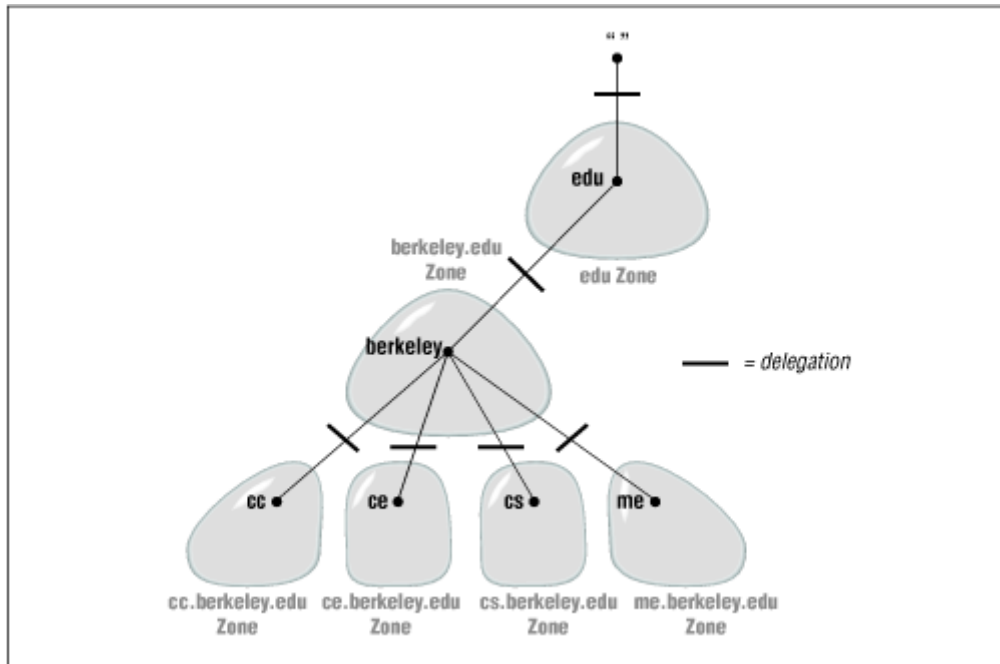 “ ”
edu
edu Zone
berkeley.edu
Zone
berkeley
= delegation
cc
ce
cs
me
cc.berkeley.edu
Zone
ce.berkeley.edu
Zone
cs.berkeley.edu
Zone
me.berkeley.edu
Zone